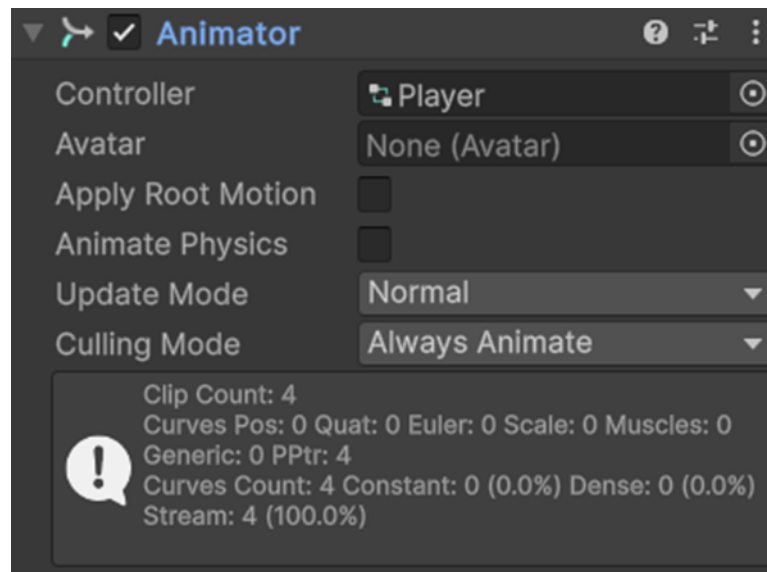 Animator
Controller Player
Avatar None (Avatar)
Apply Root Motion
Animate Physics
Update Mode Normal
Culling Mode Always Animate
Clip Count: 4
Curves Pos: 0 Quat: 0 Euler: 0 Scale: 0 Muscles: 0
Generic: 0 PPtr: 4
Curves Count: 4 Constant: 0 (0.0%) Dense: 0 (0.0%)
Stream: 4 (100.0%)